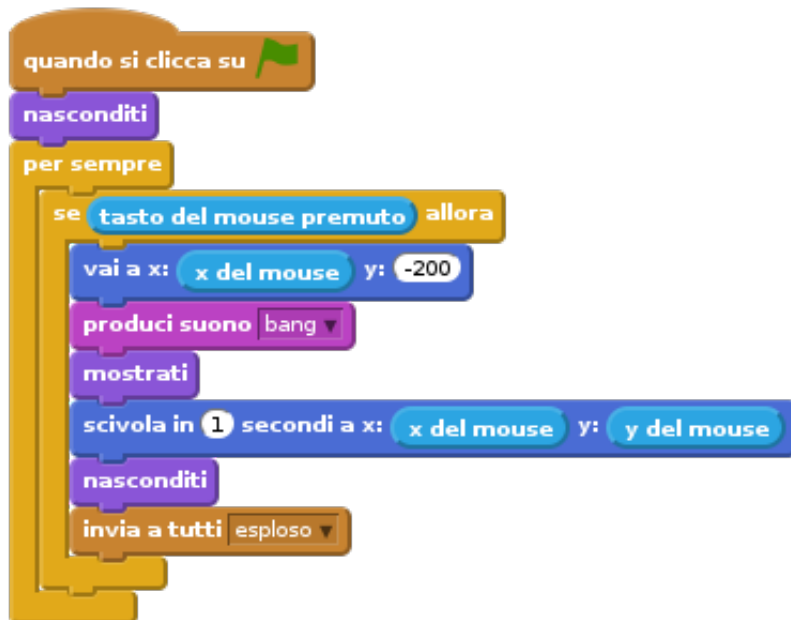 quando si clicca su
nasconditi
per sempre
se tasto del mouse premuto allora
vai a x: x del mouse y: -200
produci suono bang
mostrati
scivola in 1 secondi a x: x del mouse y: y del mouse
nasconditi
invia a tutti esploso